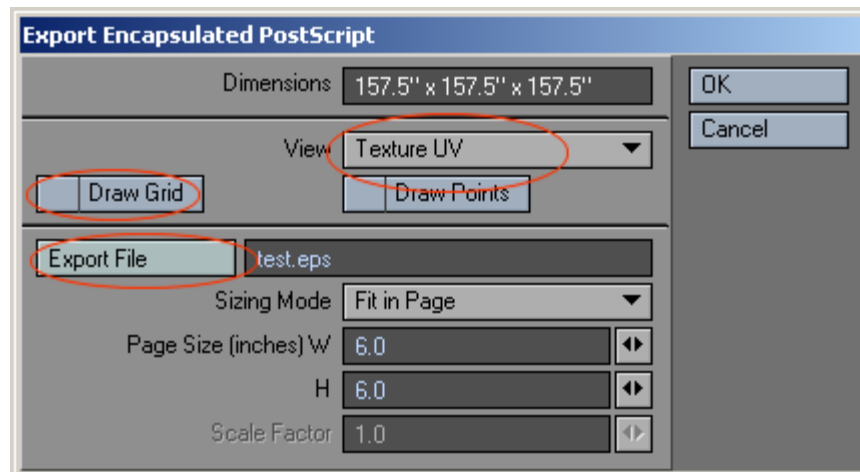 Export Encapsulated PostScript
Dimensions 157.5" x 157.5" x 157.5" OK
View Texture UV Cancel
Draw Grid Draw Points
Export File test.eps
Sizing Mode Fit in Page
Page Size (inches) W 6.0
H 6.0
Scale Factor 1.0